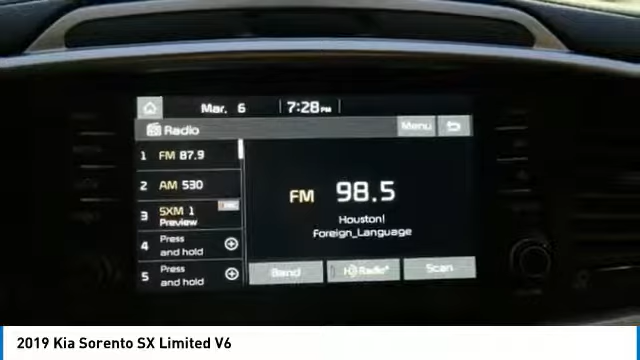 Mar. 6 7:28PM
Radio Menu
1 FM 87.9
2 AM 530
3 SXM 1
Preview
4 Press
and hold
5 Press
and hold
FM 98.5
Houston!
Foreign_Language
Band HD Radio Scan
2019 Kia Sorento SX Limited V6